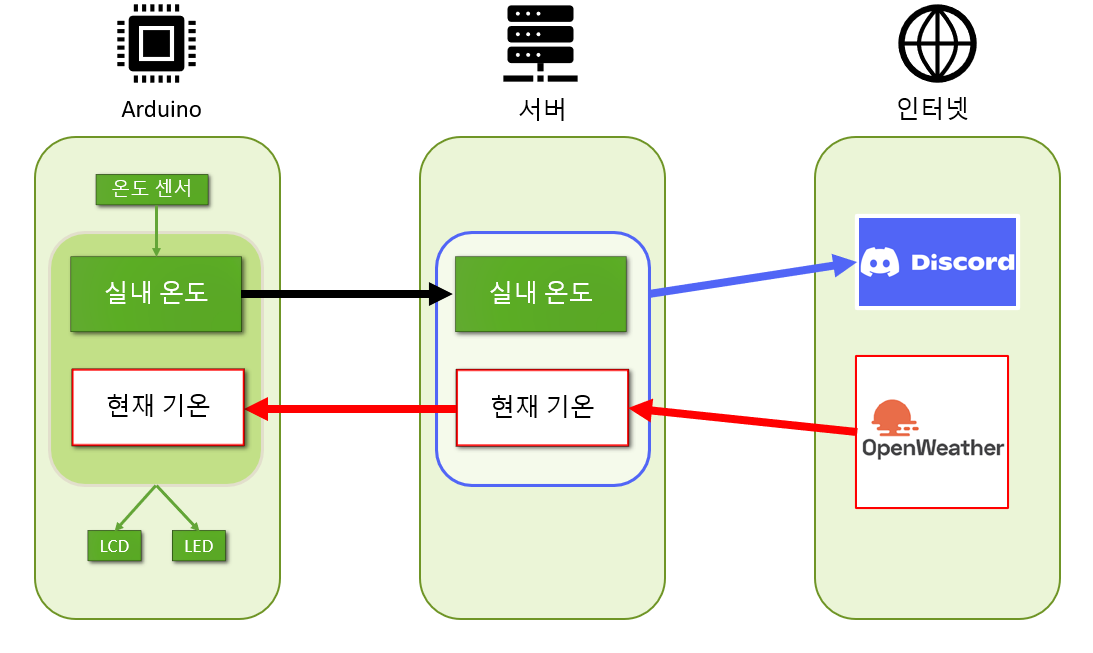 Arduino
서버
인터넷
온도 센서
실내 온도
현재 기온
LCD
LED
실내 온도
현재 기온
Discord
OpenWeather